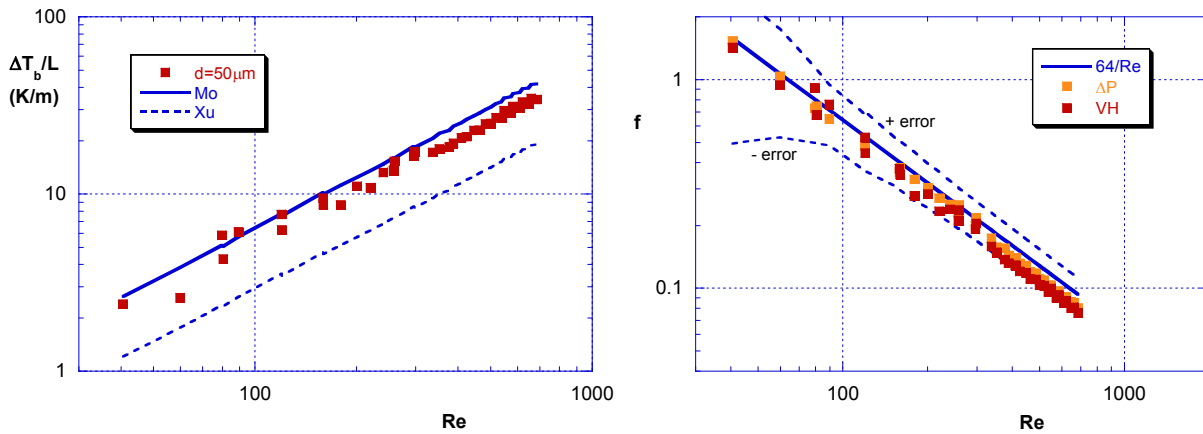 100
ΔT_b/L
(K/m)
d=50μm
Mo
Xu
10
1
100
1000
Re
f
64/Re
ΔP
VH
1
+ error
- error
0.1
100
1000
Re